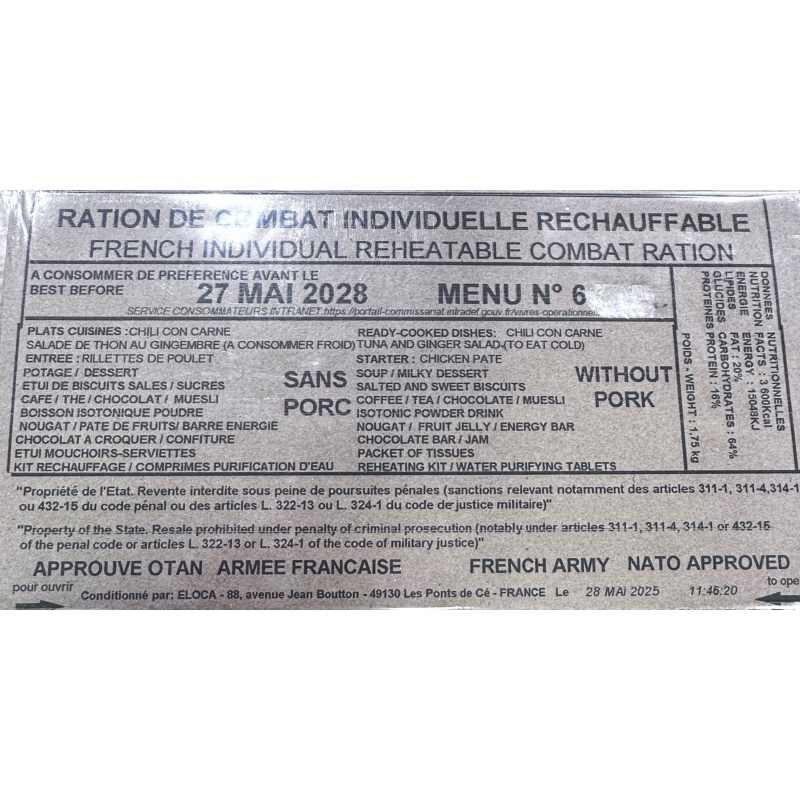 RATION DE COMBAT INDIVIDUELLE RECHAUFFABLE
FRENCH INDIVIDUAL REHEATABLE COMBAT RATION
A CONSOMMER DE PREFERENCE AVANT LE
BEST BEFORE 27 MAI 2028 MENU N° 6
SERVICE CONSOMMATEURS INTRANET https://portail-commissariat.intradef.gouv.fr/vivres-operationnel
PLATS CUISINES : CHILI CON CARNE
SALADE DE THON AU GINGEMBRE (A CONSOMMER FROID)
ENTREE : RILLETTES DE POULET
POTAGE / DESSERT
ETUI DE BISCUITS SALES / SUCRES
CAFE / THE / CHOCOLAT / MUESLI
BOISSON ISOTONIQUE POUDRE
NOUGAT / PATE DE FRUITS/ BARRE ENERGIE
CHOCOLAT A CROQUER / CONFITURE
ETUI MOUCHOIRS-SERVIETTES
KIT RECHAUFFAGE / COMPRIMES PURIFICATION D'EAU
SANS
PORC
READY-COOKED DISHES: CHILI CON CARNE
TUNA AND GINGER SALAD (TO EAT COLD)
STARTER : CHICKEN PATE
SOUP / MILKY DESSERT
SALTED AND SWEET BISCUITS
COFFEE / TEA / CHOCOLATE / MUESLI
ISOTONIC POWDER DRINK
NOUGAT / FRUIT JELLY / ENERGY BAR
CHOCOLATE BAR / JAM
PACKET OF TISSUES
REHEATING KIT / WATER PURIFYING TABLETS
WITHOUT
PORK
DONNÉES NUTRITIONNELLES
NUTRITION FACTS : 3 600Kcal
ENERGIE ENERGY : 15048KJ
LIPIDES FAT : 20%
GLUCIDES CARBOHYDRATES : 64%
PROTEINES PROTEIN : 16%
POIDS - WEIGHT : 1.75 kg
"Propriété de l'Etat. Revente interdite sous peine de poursuites pénales (sanctions relevant notamment des articles 311-1, 311-4,314-1
ou 432-15 du code pénal ou des articles L. 322-13 ou L. 324-1 du code de justice militaire)"
"Property of the State. Resale prohibited under penalty of criminal prosecution (notably under articles 311-1, 311-4, 314-1 or 432-15
of the penal code or articles L. 322-13 or L. 324-1 of the code of military justice)"
APPROUVE OTAN ARMEE FRANCAISE FRENCH ARMY NATO APPROVED
pour ouvrir to ope
Conditionné par: ELOCA - 88, avenue Jean Boutton - 49130 Les Ponts de Cé - FRANCE Le 28 MAI 2025 11:46:20